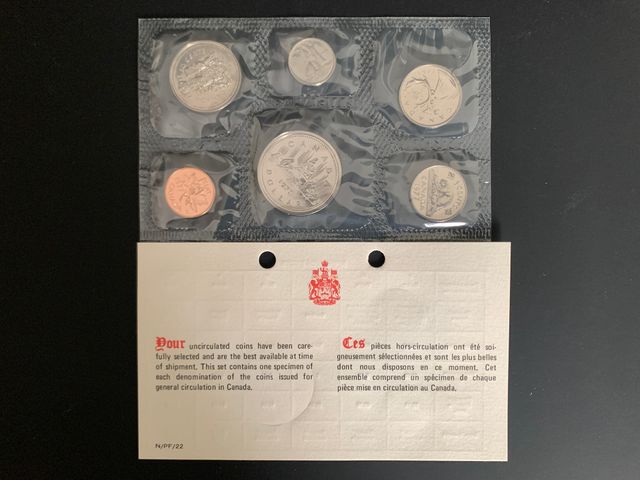 CANADA
DOLLAR
Your uncirculated coins have been care-
fully selected and are the best available at time
of shipment. This set contains one specimen of
each denomination of the coins issued for
general circulation in Canada.
Ces pièces hors-circulation ont été soi-
gneusement sélectionnées et sont les plus belles
dont nous disposons en ce moment. Cet
ensemble comprend un spécimen de chaque
pièce mise en circulation au Canada.
N/PF/22